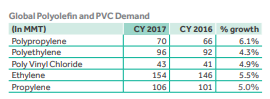 Global Polyolefin and PVC Demand
(In MMT) CY 2017 CY 2016 % growth
Polypropylene 70 66 6.1%
Polyethylene 96 92 4.3%
Poly Vinyl Chloride 43 41 4.9%
Ethylene 154 146 5.5%
Propylene 106 101 5.0%